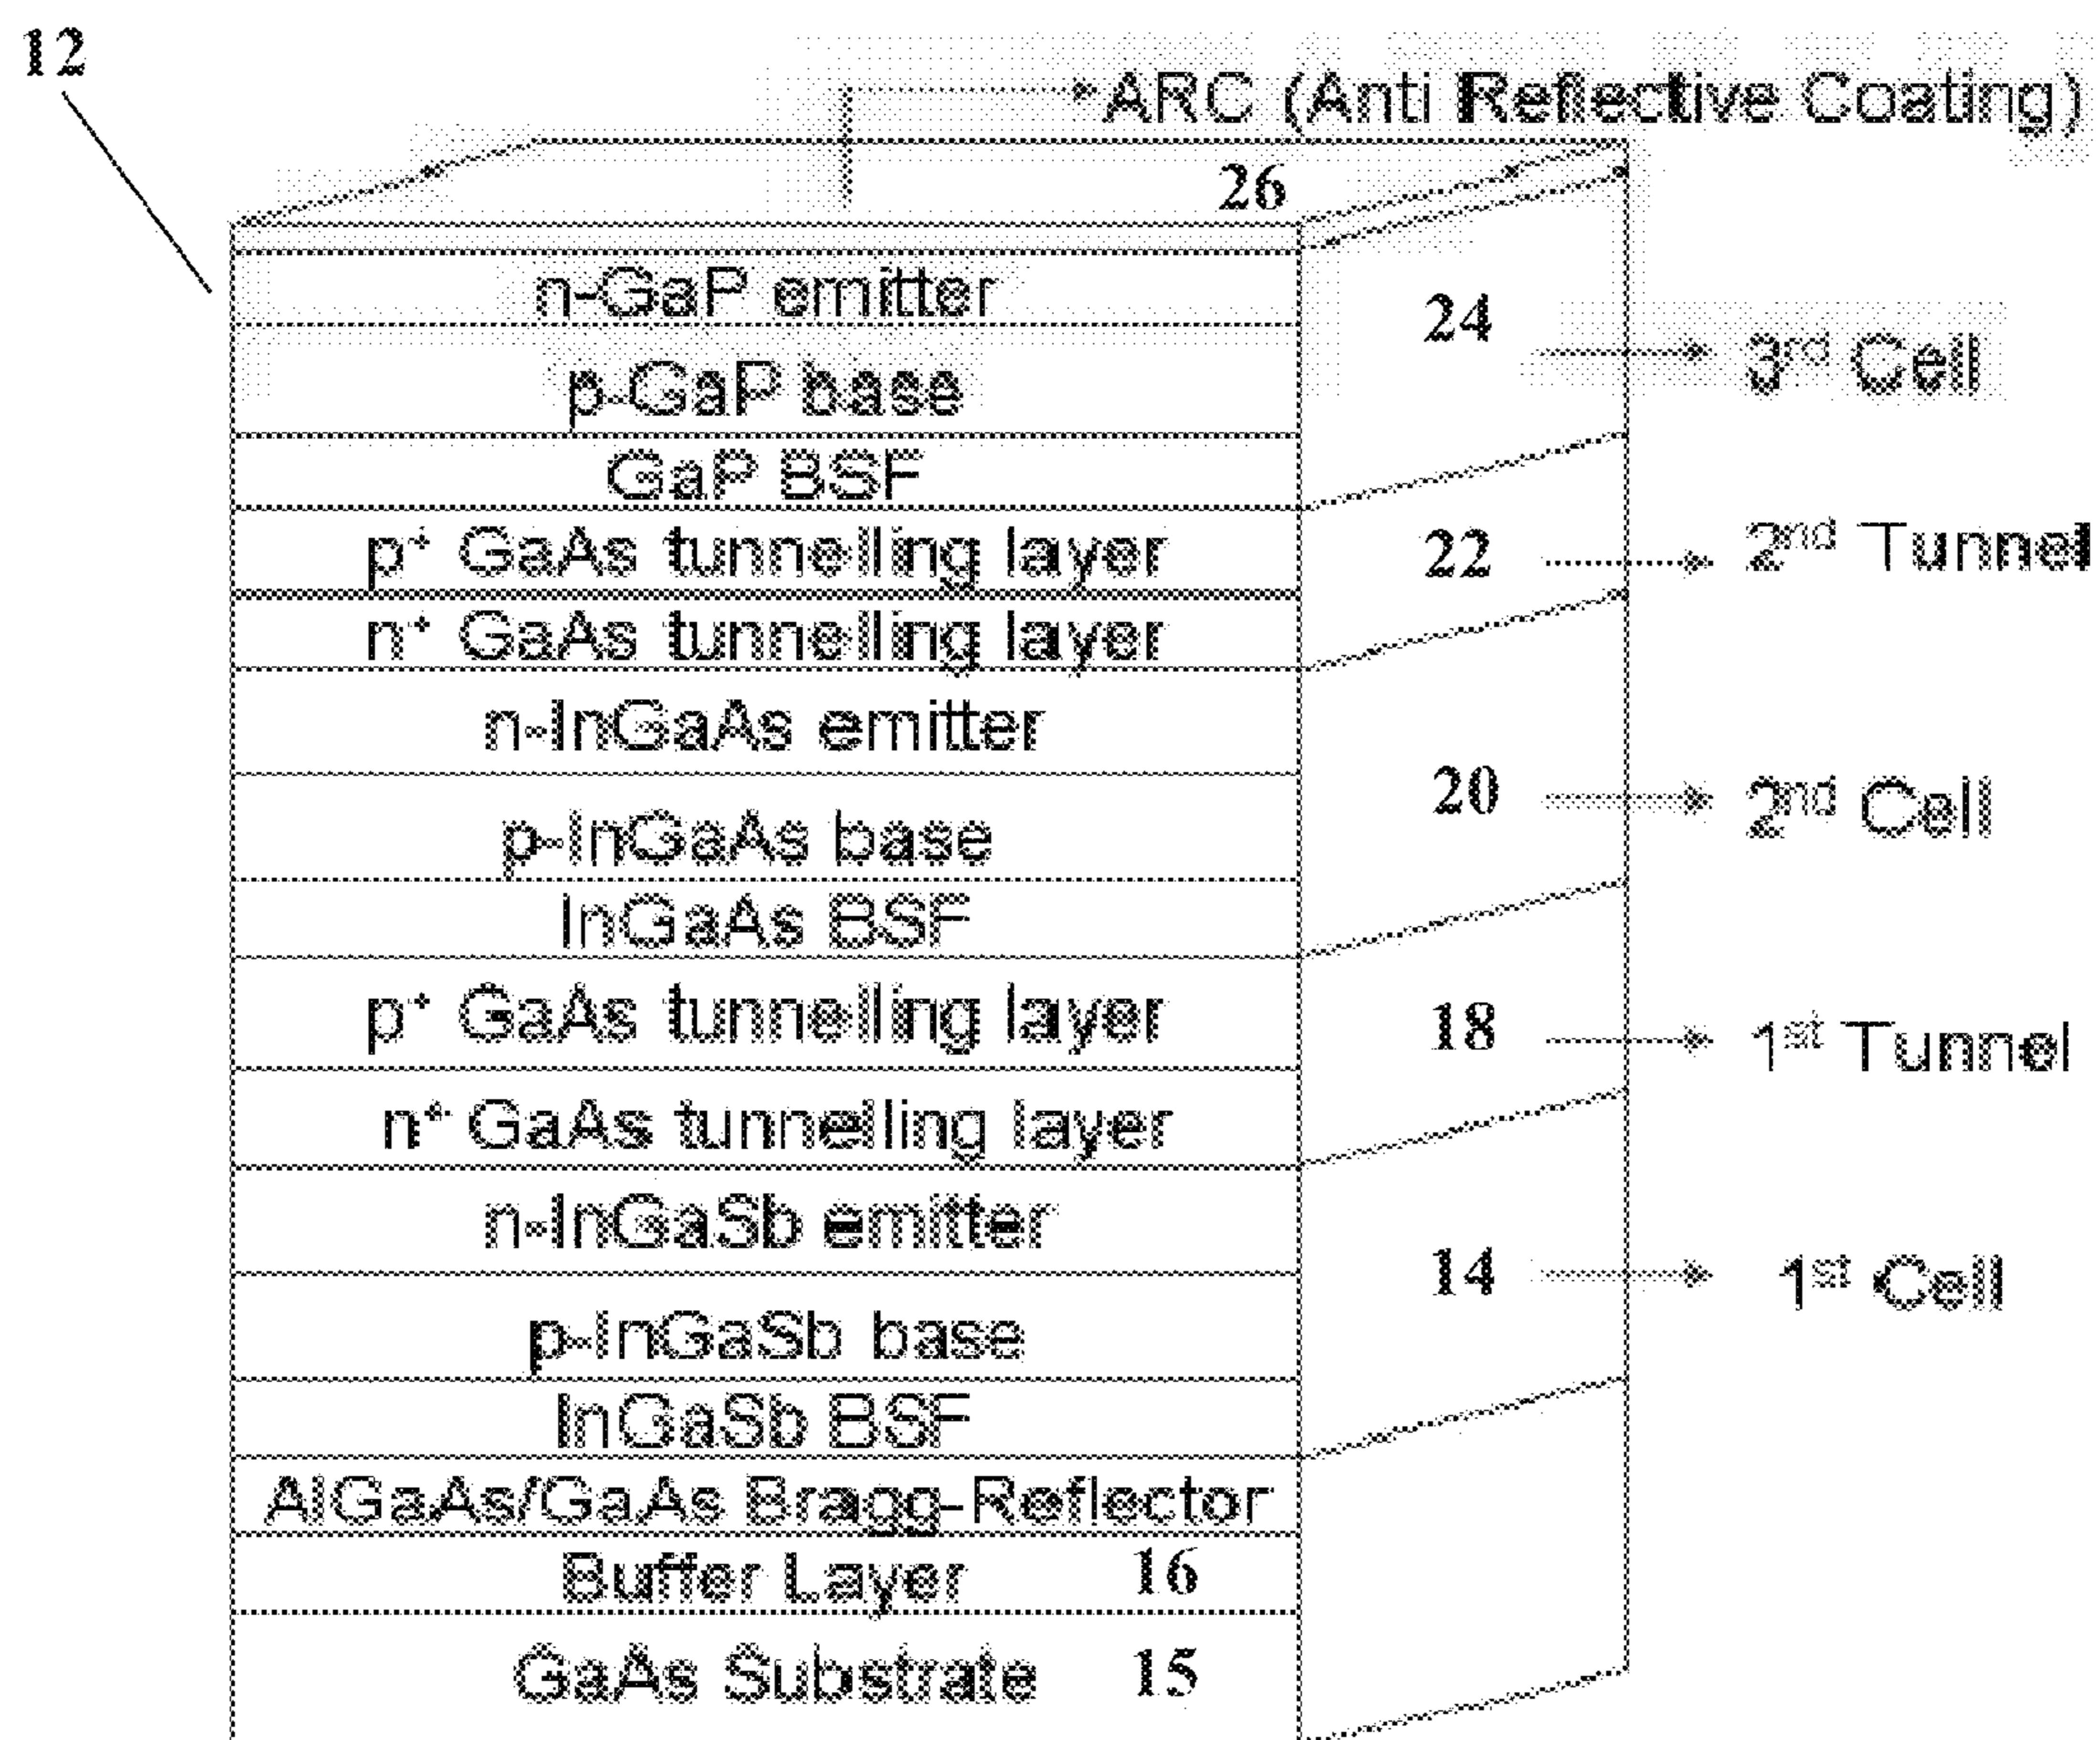 12
ARC (Anti Reflective Coating)
26
n-GaP emitter
24
p-GaP base
3rd Cell
GaP BSF
p+ GaAs tunnelling layer
22
2nd Tunnel
n+ GaAs tunnelling layer
n-InGaAs emitter
20
2nd Cell
p-InGaAs base
InGaAs BSF
p+ GaAs tunnelling layer
18
1st Tunnel
n+ GaAs tunnelling layer
n-InGaSb emitter
14
1st Cell
p-InGaSb base
InGaSb BSF
AlGaAs/GaAs Bragg-Reflector
Buffer Layer 16
GaAs Substrate 15